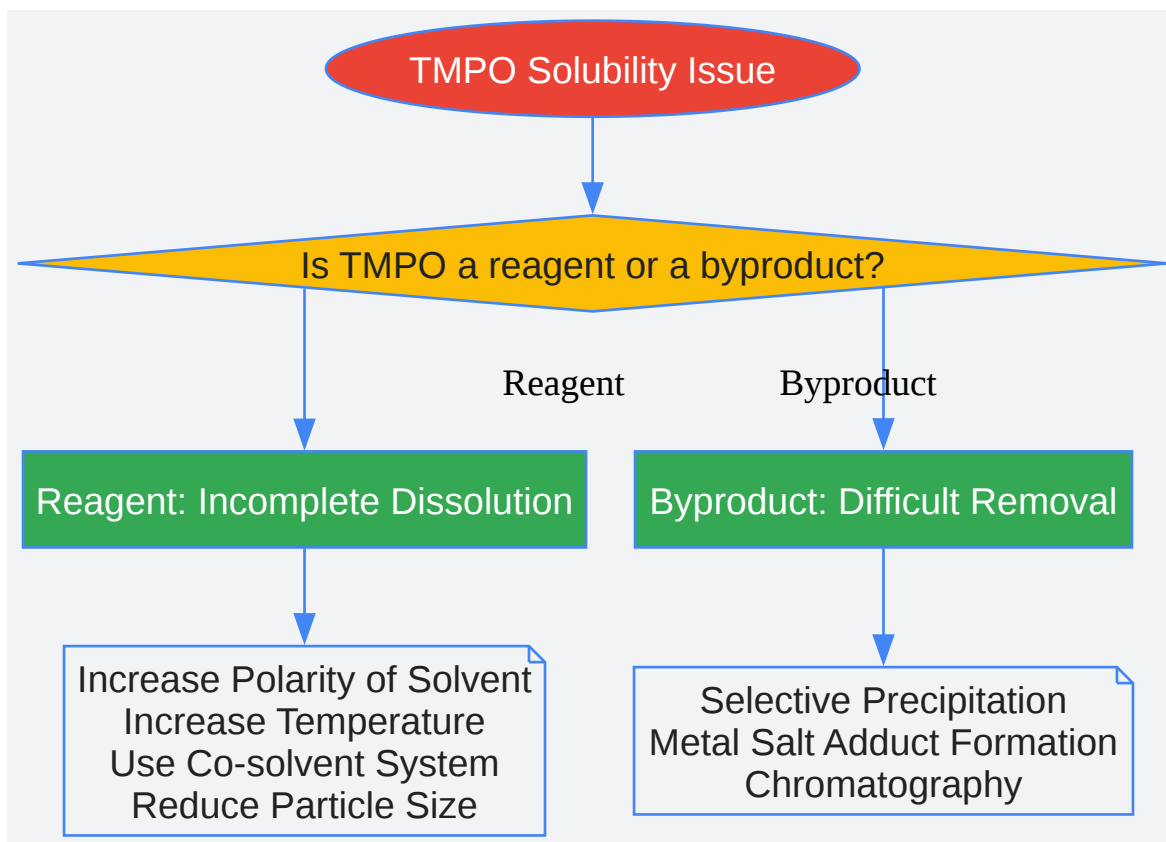 TMPO Solubility Issue
Is TMPO a reagent or a byproduct?
Reagent
Byproduct
Reagent: Incomplete Dissolution
Byproduct: Difficult Removal
Increase Polarity of Solvent
Increase Temperature
Use Co-solvent System
Reduce Particle Size
Selective Precipitation
Metal Salt Adduct Formation
Chromatography